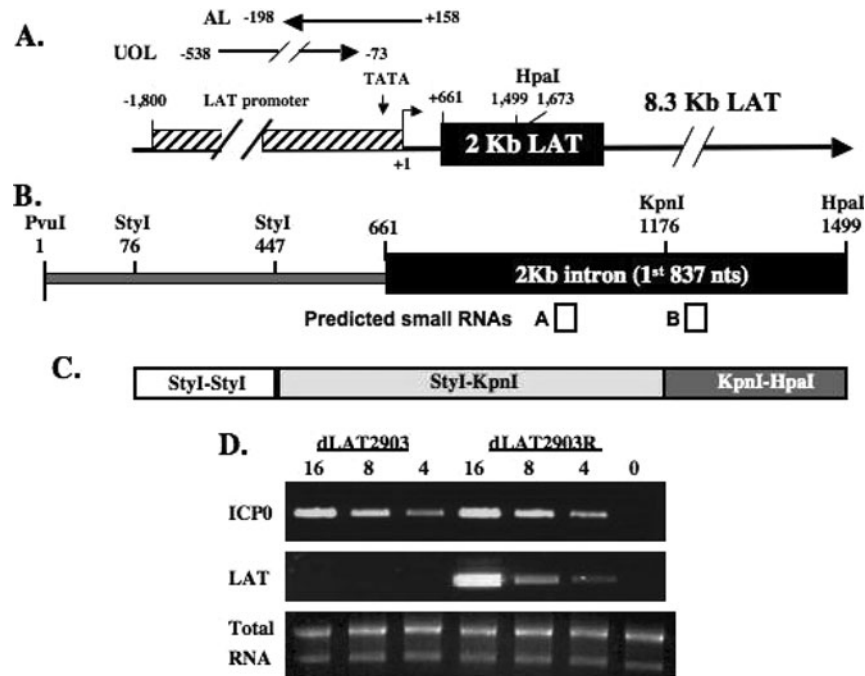 A.
AL -198 +158
UOL -538 -73
TATA HpaI
-1,800 LAT promoter +661 1,499 1,673 8.3 Kb LAT
2 Kb LAT
+1
B.
PvuI StyI StyI KpnI HpaI
1 76 447 661 1176 1499
2Kb intron (1st 837 nts)
Predicted small RNAs A B
C.
StyI-StyI StyI-KpnI KpnI-HpaI
D.
dLAT2903 dLAT2903R
16 8 4 16 8 4 0
ICP0
LAT
Total
RNA